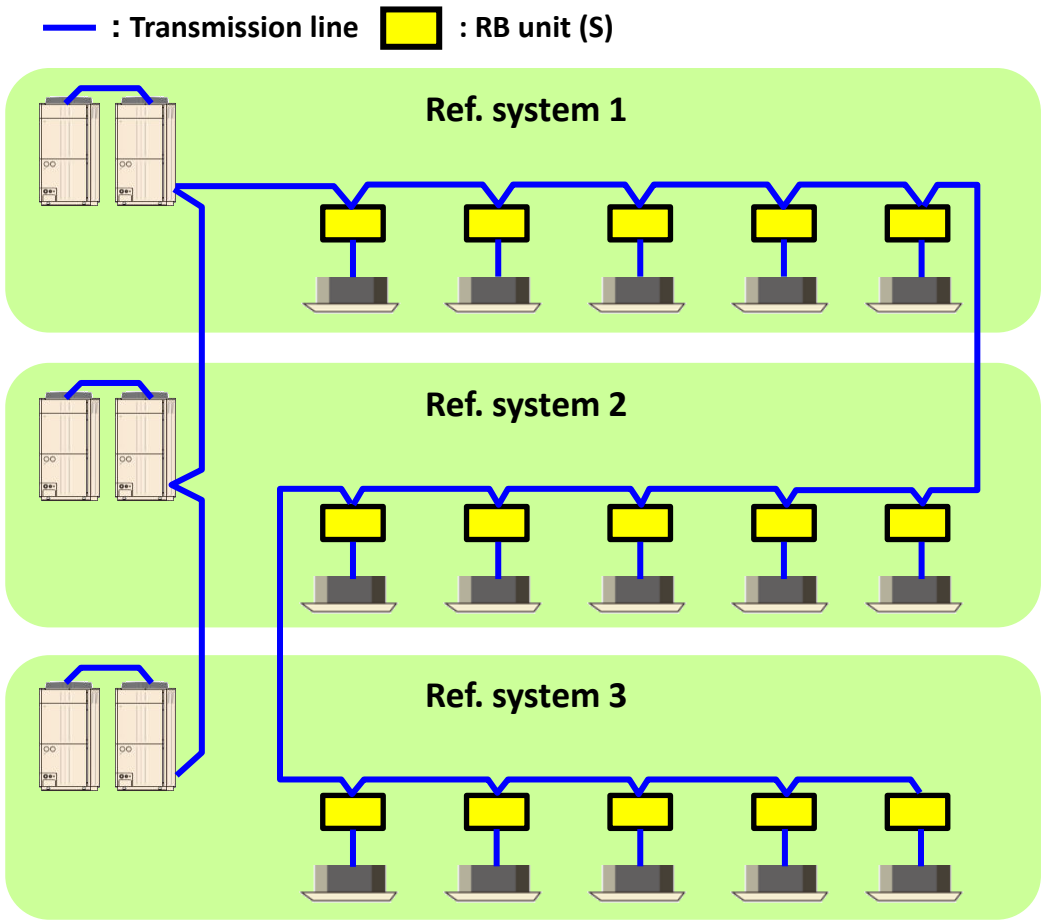 : Transmission line : RB unit (S)
Ref. system 1
Ref. system 2
Ref. system 3